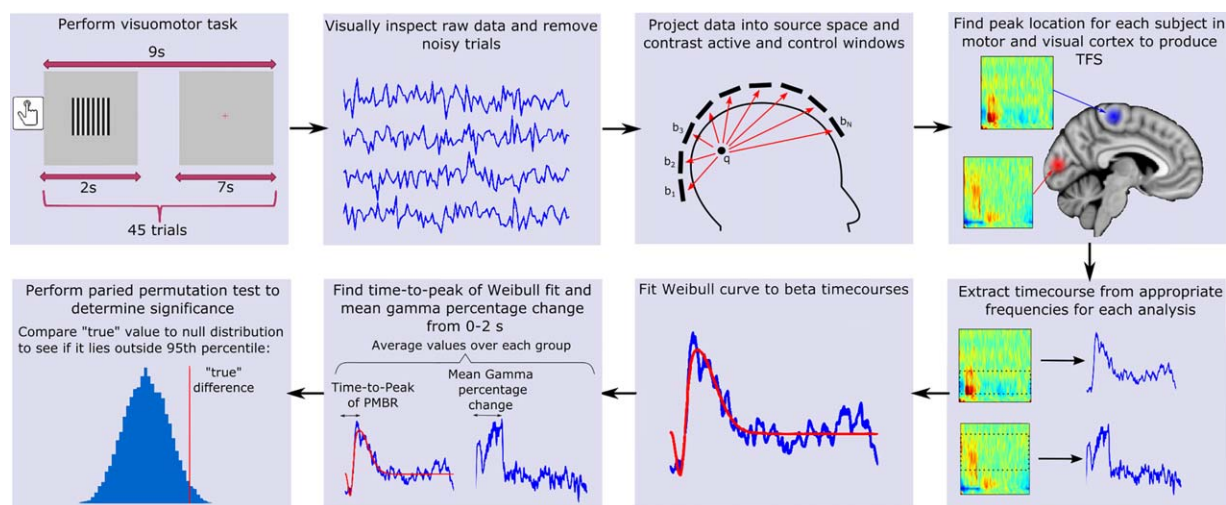 Perform visuomotor task
9s
2s
7s
45 trials
Visually inspect raw data and remove
noisy trials
Project data into source space and
contrast active and control windows
b1
b2
b3
bN
q
Find peak location for each subject in
motor and visual cortex to produce
TFS
Extract timecourse from appropriate
frequencies for each analysis
Fit Weibull curve to beta timecourses
Find time-to-peak of Weibull fit and
mean gamma percentage change
from 0-2 s
Average values over each group
Time-to-Peak
of PMBR
Mean Gamma
percentage
change
Perform paried permutation test to
determine significance
Compare "true" value to null distribution
to see if it lies outside 95th percentile:
"true"
difference